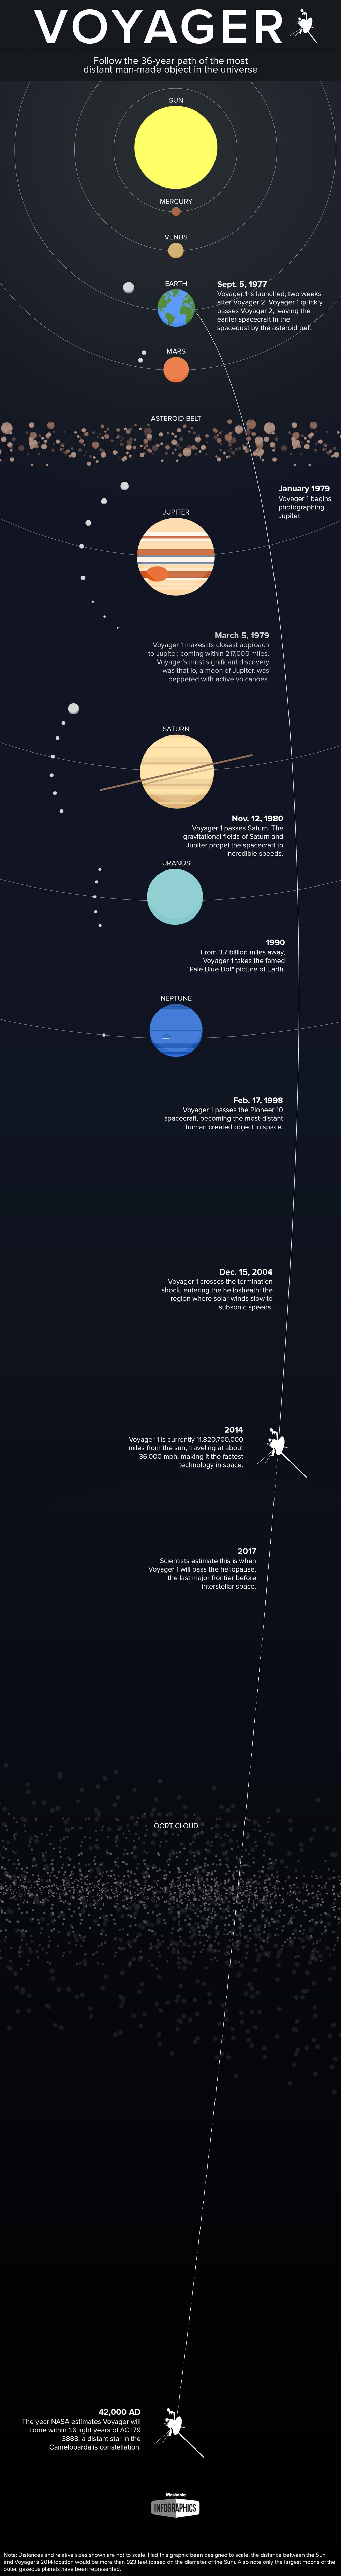 VOYAGER
Follow the 36-year path of the most
distant man-made object in the universe
SUN
MERCURY
VENUS
EARTH
Sept. 5, 1977
Voyager 1 is launched, two weeks
after Voyager 2. Voyager 1 quickly
passes Voyager 2, leaving the
earlier spacecraft in the
spacedust by the asteroid belt.
MARS
ASTEROID BELT
January 1979
Voyager 1 begins
photographing
Jupiter.
JUPITER
March 5, 1979
Voyager 1 makes its closest approach
to Jupiter, coming within 217,000 miles.
Voyager's most significant discovery
was that Io, a moon of Jupiter, was
peppered with active volcanoes.
SATURN
Nov. 12, 1980
Voyager 1 passes Saturn. The
gravitational fields of Saturn and
Jupiter propel the spacecraft to
incredible speeds.
URANUS
1990
From 3.7 billion miles away,
Voyager 1 takes the famed
"Pale Blue Dot" picture of Earth.
NEPTUNE
Feb. 17, 1998
Voyager 1 passes the Pioneer 10
spacecraft, becoming the most-distant
human created object in space.
Dec. 15, 2004
Voyager 1 crosses the termination
shock, entering the heliosheath: the
region where solar winds slow to
subsonic speeds.
2014
Voyager 1 is currently 11,820,700,000
miles from the sun, traveling at about
36,000 mph, making it the fastest
technology in space.
2017
Scientists estimate this is when
Voyager 1 will pass the heliopause,
the last major frontier before
interstellar space.
OORT CLOUD
42,000 AD
The year NASA estimates Voyager will
come within 1.6 light years of AC+79
3888, a distant star in the
Camelopardalis constellation.
Mashable
INFOGRAPHICS
Note: Distances and relative sizes shown are not to scale. Had this graphic been designed to scale, the distance between the Sun
and Voyager's 2014 location would be more than 923 feet (based on the diameter of the Sun). Also note only the largest moons of the
outer, gaseous planets have been represented.